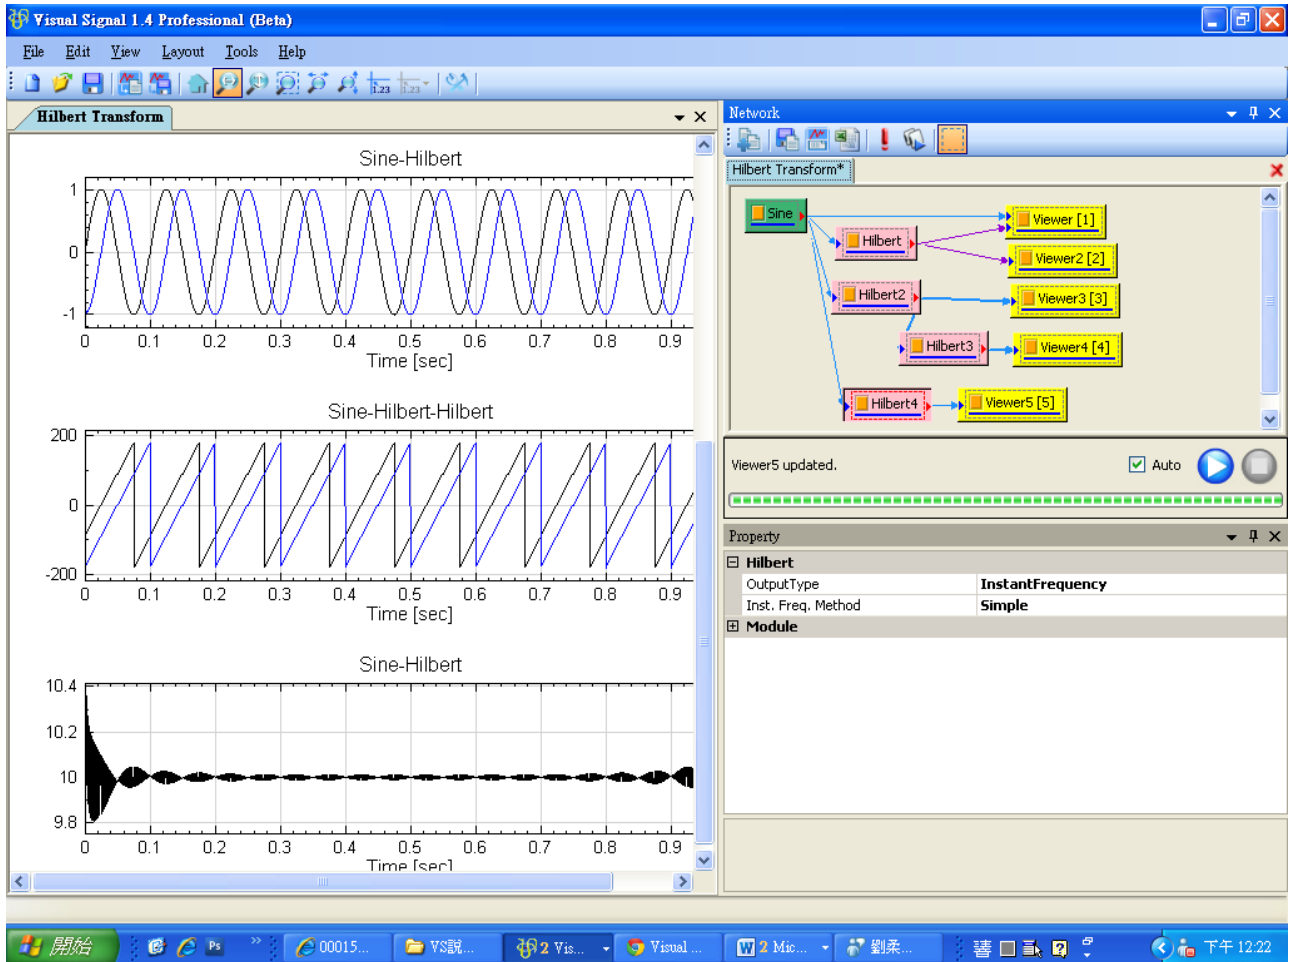 Visual Signal 1.4 Professional (Beta)
File Edit View Layout Tools Help
1.23 1.23
Hilbert Transform
Sine-Hilbert
1
0
-1
0 0.1 0.2 0.3 0.4 0.5 0.6 0.7 0.8 0.9
Time [sec]
Sine-Hilbert-Hilbert
200
0
-200
0 0.1 0.2 0.3 0.4 0.5 0.6 0.7 0.8 0.9
Time [sec]
Sine-Hilbert
10.4
10.2
10
9.8
0 0.1 0.2 0.3 0.4 0.5 0.6 0.7 0.8 0.9
Time [sec]
Network
Hilbert Transform*
Sine
Viewer [1]
Hilbert
Viewer2 [2]
Hilbert2
Viewer3 [3]
Hilbert3
Viewer4 [4]
Hilbert4
Viewer5 [5]
Viewer5 updated.
Auto
Property
Hilbert
OutputType InstantFrequency
Inst. Freq. Method Simple
Module
開始 Ps 00015... VS說... 2 Vis... Visual ... 2 Mic... 劉柔... 下午 12:22